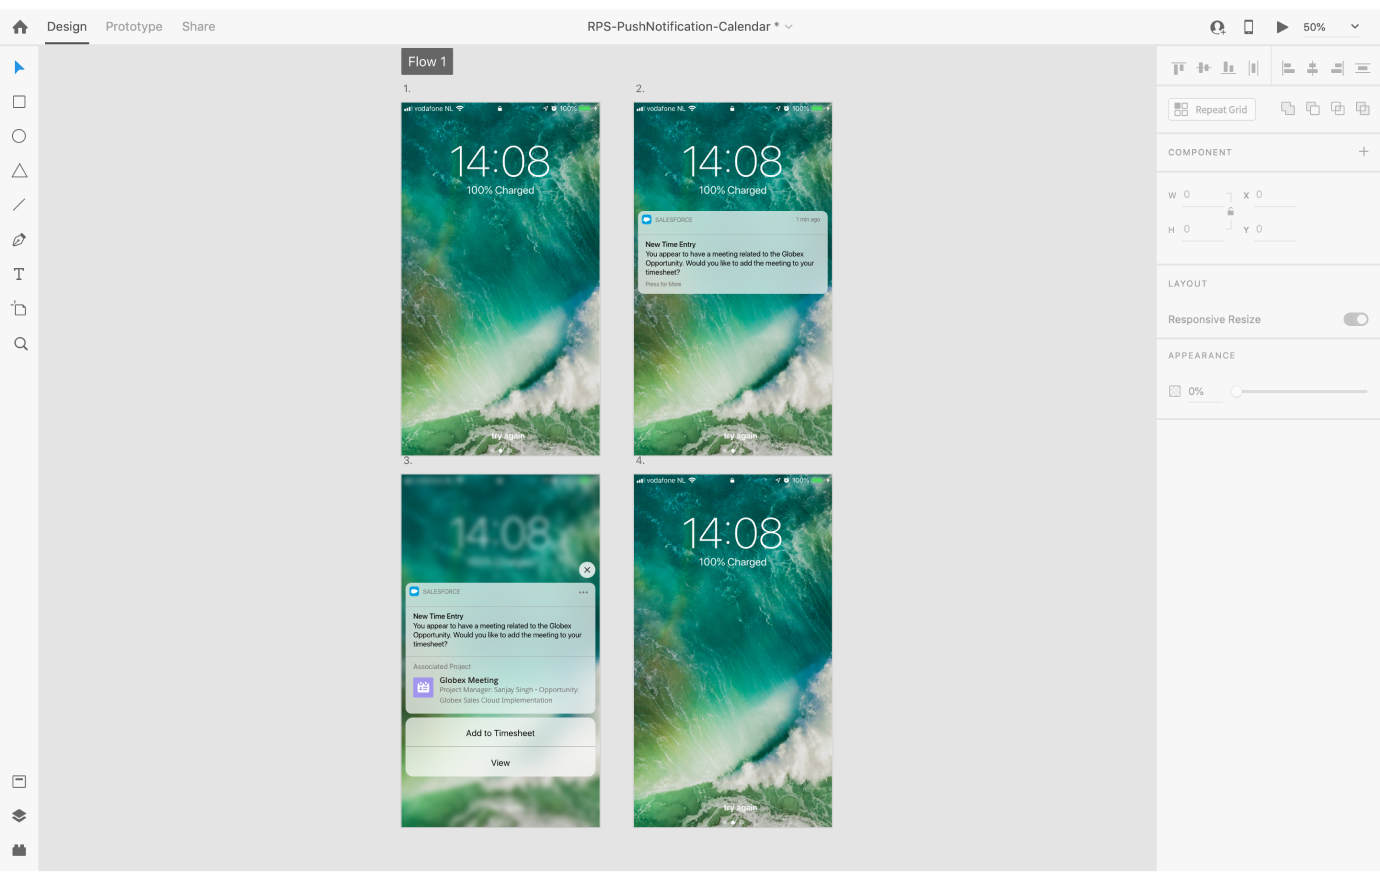 Design Prototype Share RPS-PushNotification-Calendar * 50%
Flow 1
1.
vodafone NL 100%
14:08
100% Charged
try again
2.
vodafone NL 100%
14:08
100% Charged
SALESFORCE 1 min ago
New Time Entry
You appear to have a meeting related to the Globex
Opportunity. Would you like to add the meeting to your
timesheet?
Press for More
try again
3.
14:08
SALESFORCE
New Time Entry
You appear to have a meeting related to the Globex
Opportunity. Would you like to add the meeting to your
timesheet?
Associated Project
Globex Meeting
Project Manager: Sanjay Singh • Opportunity:
Globex Sales Cloud Implementation
Add to Timesheet
View
4.
vodafone NL 100%
14:08
100% Charged
try again
Repeat Grid
COMPONENT
W 0 X 0
H 0 Y 0
LAYOUT
Responsive Resize
APPEARANCE
0%